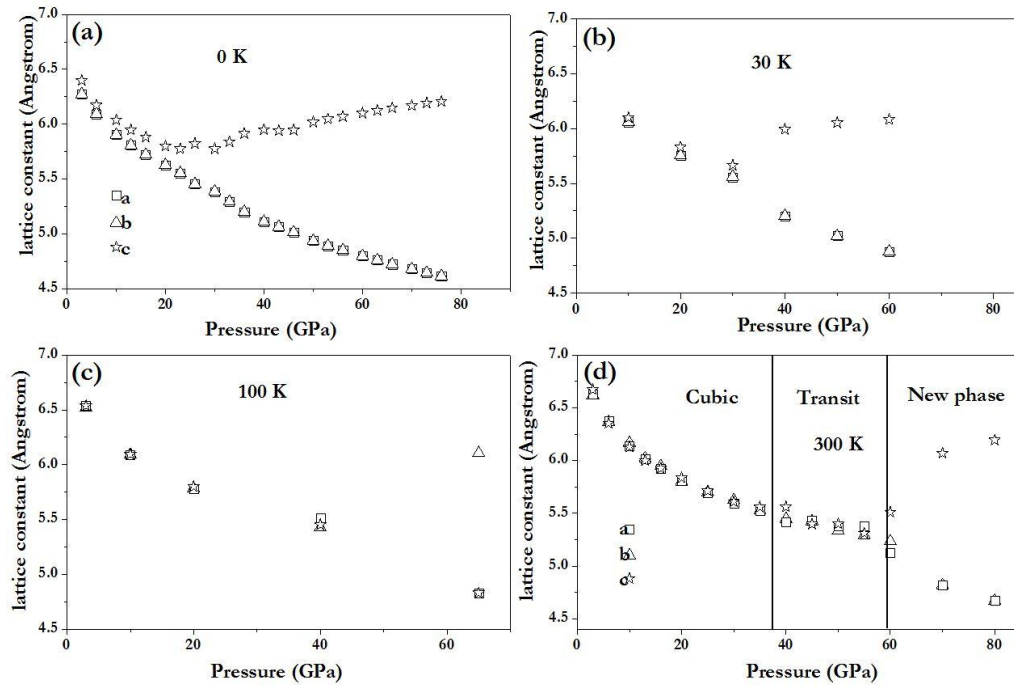 (a)
0 K
lattice constant (Angstrom)
7.0
6.5
6.0
5.5
5.0
4.5
a
b
c
0 20 40 60 80
Pressure (GPa)
(b)
30 K
lattice constant (Angstrom)
7.0
6.5
6.0
5.5
5.0
4.5
0 20 40 60 80
Pressure (GPa)
(c)
100 K
lattice constant (Angstrom)
7.0
6.5
6.0
5.5
5.0
4.5
0 20 40 60
Pressure (GPa)
(d)
Cubic Transit New phase
300 K
lattice constant (Angstrom)
7.0
6.5
6.0
5.5
5.0
4.5
a
b
c
0 20 40 60 80
Pressure (GPa)